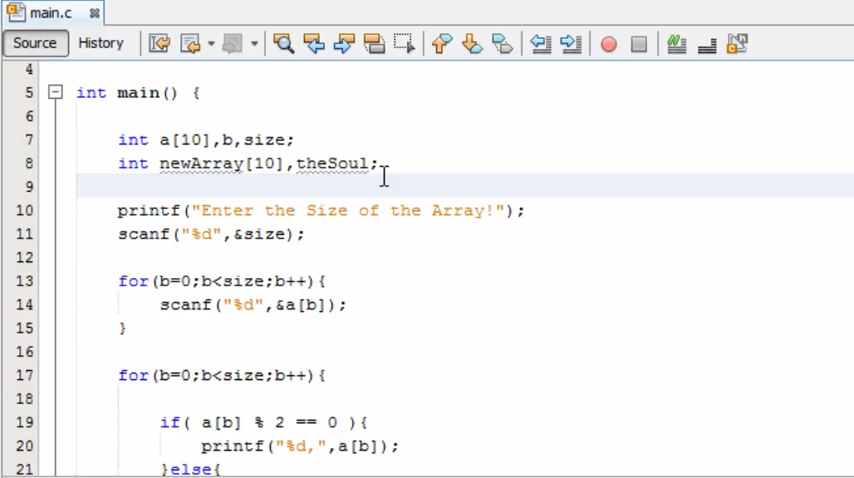 main.c
Source History
4
5 int main() {
6
7 int a[10],b,size;
8 int newArray[10],theSoul;
9
10 printf("Enter the Size of the Array!");
11 scanf("%d",&size);
12
13 for(b=0;b<size;b++){
14 scanf("%d",&a[b]);
15 }
16
17 for(b=0;b<size;b++){
18
19 if( a[b] % 2 == 0 ){
20 printf("%d,",a[b]);
21 }else{